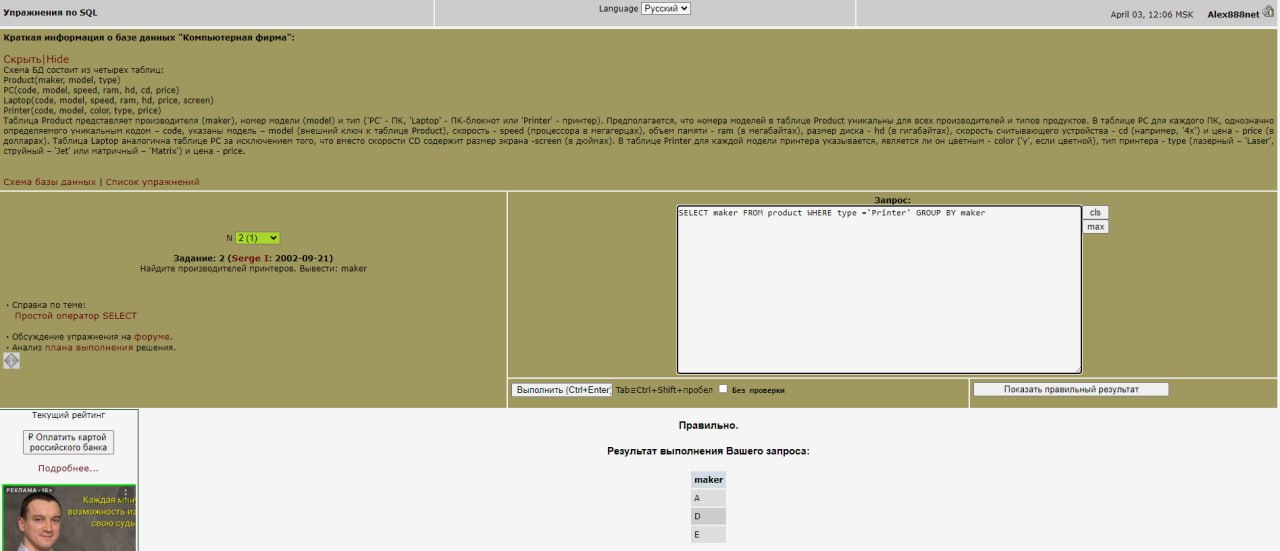 Упражнения по SQL
Language Русский
April 03, 12:06 MSK Alex888net
Краткая информация о базе данных "Компьютерная фирма":
Скрыть|Hide
Схема БД состоит из четырех таблиц:
Product(maker, model, type)
PC(code, model, speed, ram, hd, cd, price)
Laptop(code, model, speed, ram, hd, price, screen)
Printer(code, model, color, type, price)
Таблица Product представляет производителя (maker), номер модели (model) и тип ('PC' - ПК, 'Laptop' - ПК-блокнот или 'Printer' - принтер). Предполагается, что номера моделей в таблице Product уникальны для всех производителей и типов продуктов. В таблице PC для каждого ПК, однозначно
определяемого уникальным кодом – code, указаны модель – model (внешний ключ к таблице Product), скорость - speed (процессора в мегагерцах), объем памяти - ram (в мегабайтах), размер диска - hd (в гигабайтах), скорость считывающего устройства - cd (например, '4x') и цена - price (в
долларах). Таблица Laptop аналогична таблице РС за исключением того, что вместо скорости CD содержит размер экрана -screen (в дюймах). В таблице Printer для каждой модели принтера указывается, является ли он цветным - color ('y', если цветной), тип принтера - type (лазерный – 'Laser',
струйный – 'Jet' или матричный – 'Matrix') и цена - price.
Схема базы данных | Список упражнений
N 2 (1)
Задание: 2 (Serge I: 2002-09-21)
Найдите производителей принтеров. Вывести: maker
· Справка по теме:
Простой оператор SELECT
· Обсуждение упражнения на форуме.
· Анализ плана выполнения решения.
Запрос:
SELECT maker FROM product WHERE type ='Printer' GROUP BY maker
cls
max
Выполнить (Ctrl+Enter) Tab≡Ctrl+Shift+пробел Без проверки
Показать правильный результат
Текущий рейтинг
₽ Оплатить картой
российского банка
Подробнее...
РЕКЛАМА • 16+
Каждая
возможность
свою
Правильно.
Результат выполнения Вашего запроса:
maker
A
D
E